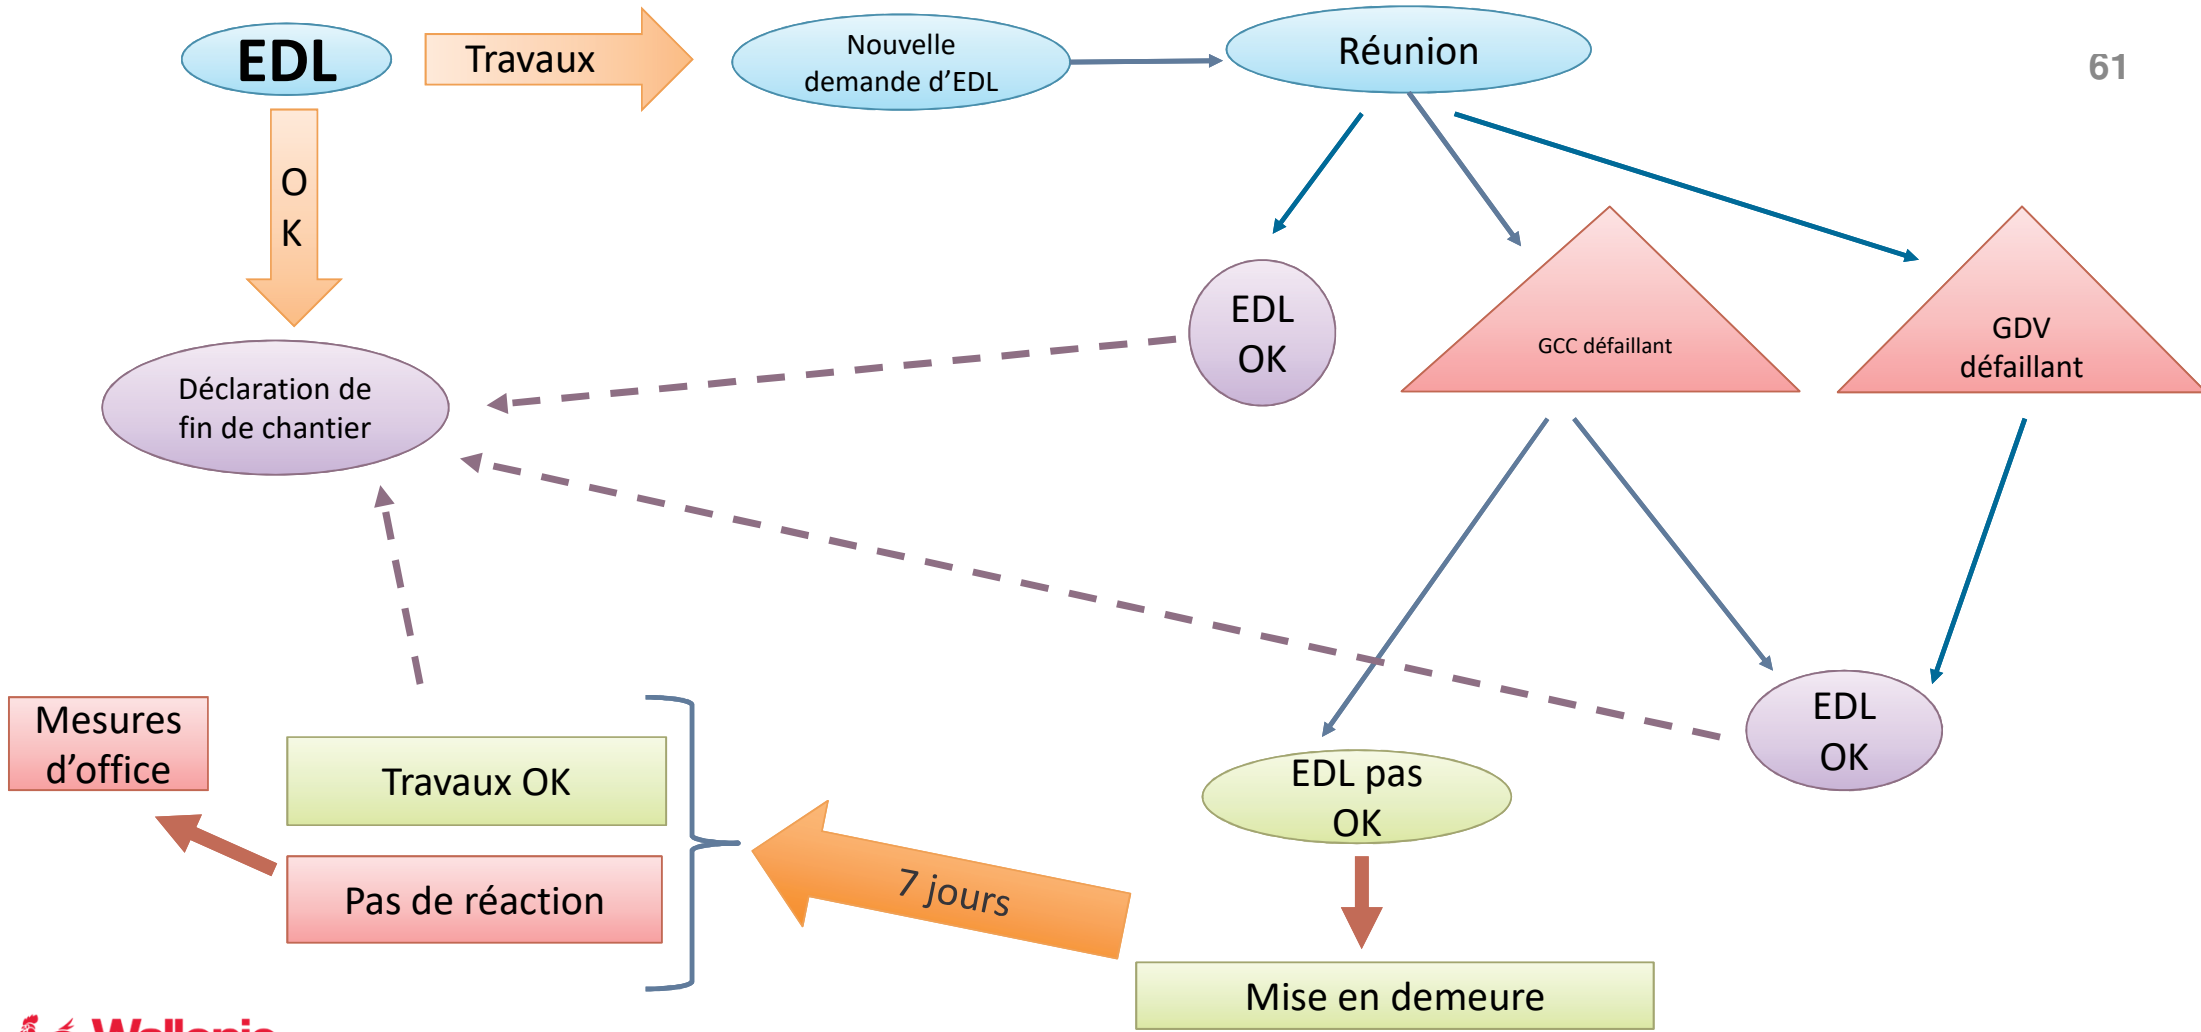 EDL
Travaux
Nouvelle
demande d’EDL
Réunion
61
O
K
EDL
OK
GCC défaillant
GDV
défaillant
Déclaration de
fin de chantier
Mesures
d’office
Travaux OK
Pas de réaction
7 jours
EDL pas
OK
EDL
OK
Mise en demeure
Wallonie